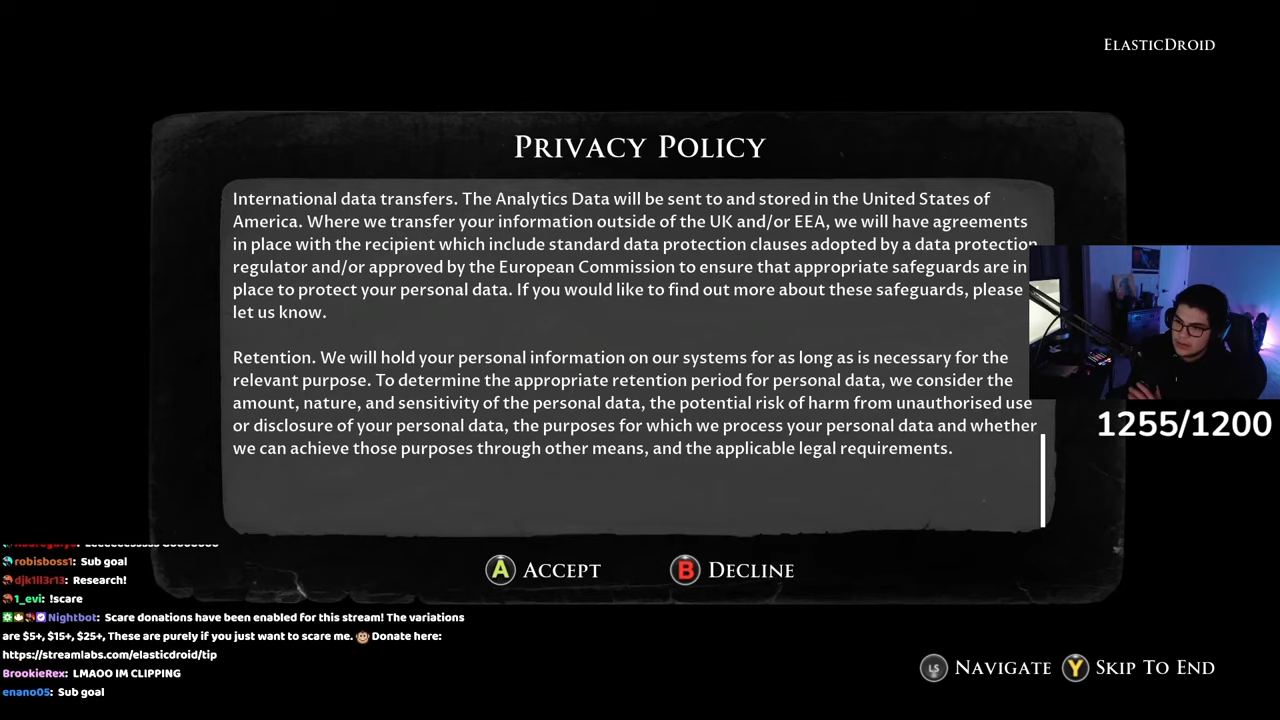 ElasticDroid
Privacy Policy
International data transfers. The Analytics Data will be sent to and stored in the United States of
America. Where we transfer your information outside of the UK and/or EEA, we will have agreements
in place with the recipient which include standard data protection clauses adopted by a data protection
regulator and/or approved by the European Commission to ensure that appropriate safeguards are in
place to protect your personal data. If you would like to find out more about these safeguards, please
let us know.
Retention. We will hold your personal information on our systems for as long as is necessary for the
relevant purpose. To determine the appropriate retention period for personal data, we consider the
amount, nature, and sensitivity of the personal data, the potential risk of harm from unauthorised use
or disclosure of your personal data, the purposes for which we process your personal data and whether
we can achieve those purposes through other means, and the applicable legal requirements.
1255/1200
robisboss1: Sub goal
djk1ll3r13: Research!
1_evi: !scare
Nightbot: Scare donations have been enabled for this stream! The variations
are $5+, $15+, $25+, These are purely if you just want to scare me. Donate here:
https://streamlabs.com/elasticdroid/tip
BrookieRex: LMAOO IM CLIPPING
enano05: Sub goal
A Accept B Decline
LS Navigate Y Skip To End